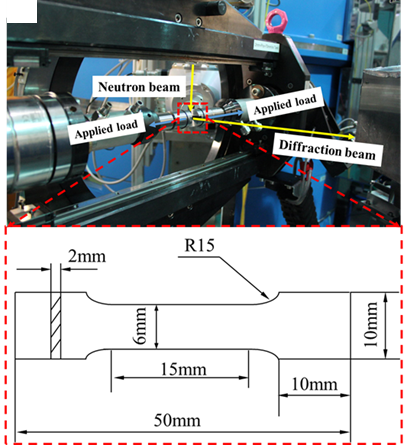 Neutron beam
Applied load
Applied load
Diffraction beam
R15
2mm
6mm
10mm
15mm
10mm
50mm